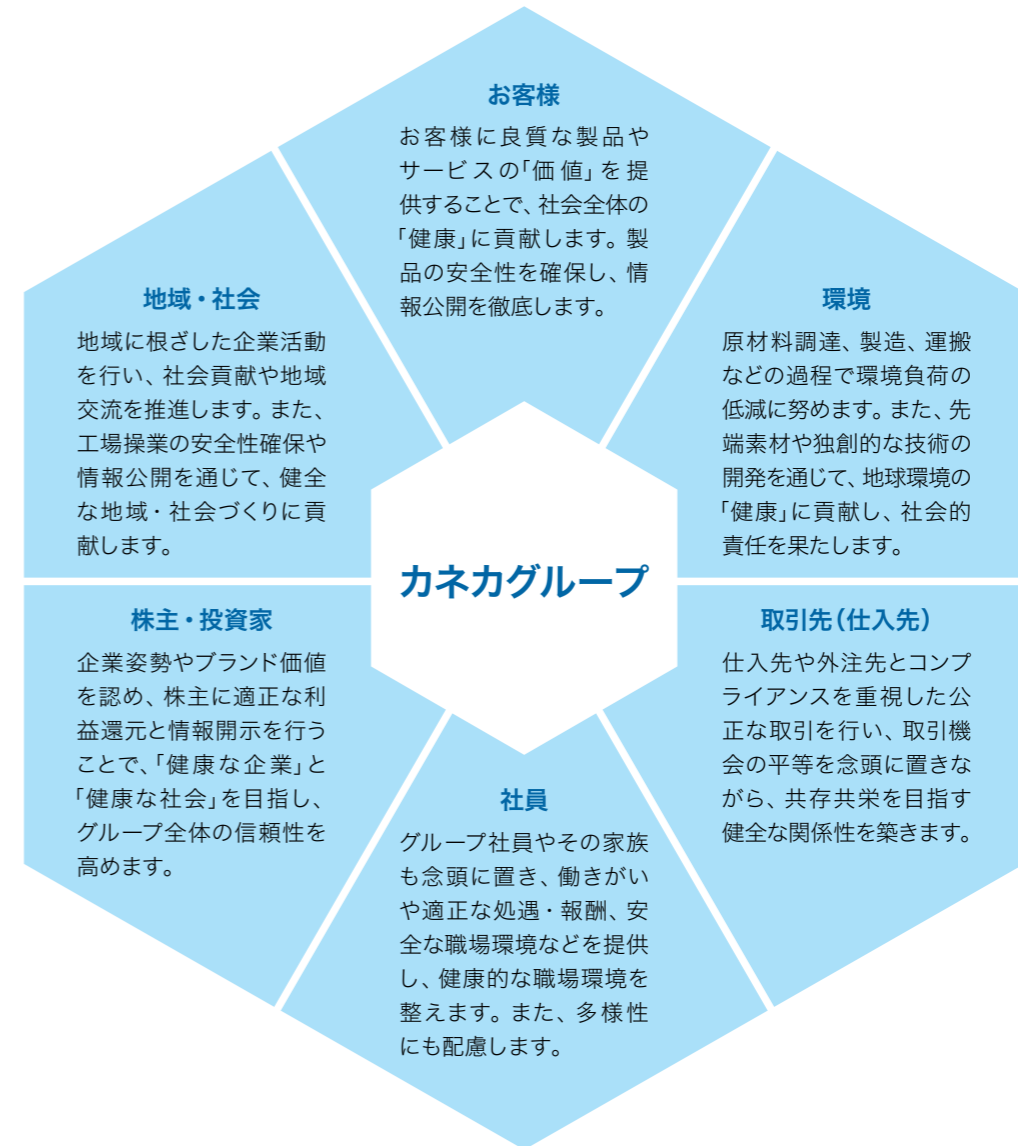 お客様
お客様に良質な製品や
サービスの「価値」を提
供することで、社会全体の
「健康」に貢献します。製
品の安全性を確保し、情
報公開を徹底します。
地域・社会
地域に根ざした企業活動
を行い、社会貢献や地域
交流を推進します。また、
工場操業の安全性確保や
情報公開を通じて、健全
な地域・社会づくりに貢
献します。
環境
原材料調達、製造、運搬
などの過程で環境負荷の
低減に努めます。また、先
端素材や独創的な技術の
開発を通じて、地球環境の
「健康」に貢献し、社会的
責任を果たします。
カネカグループ
株主・投資家
企業姿勢やブランド価値
を認め、株主に適正な利
益還元と情報開示を行う
ことで、「健康な企業」と
「健康な社会」を目指し、
グループ全体の信頼性を
高めます。
取引先（仕入先）
仕入先や外注先とコンプ
ライアンスを重視した公
正な取引を行い、取引機
会の平等を念頭に置きな
がら、共存共栄を目指す
健全な関係性を築きます。
社員
グループ社員やその家族
も念頭に置き、働きがい
や適正な処遇・報酬、安
全な職場環境などを提供
し、健康的な職場環境を
整えます。また、多様性
にも配慮します。